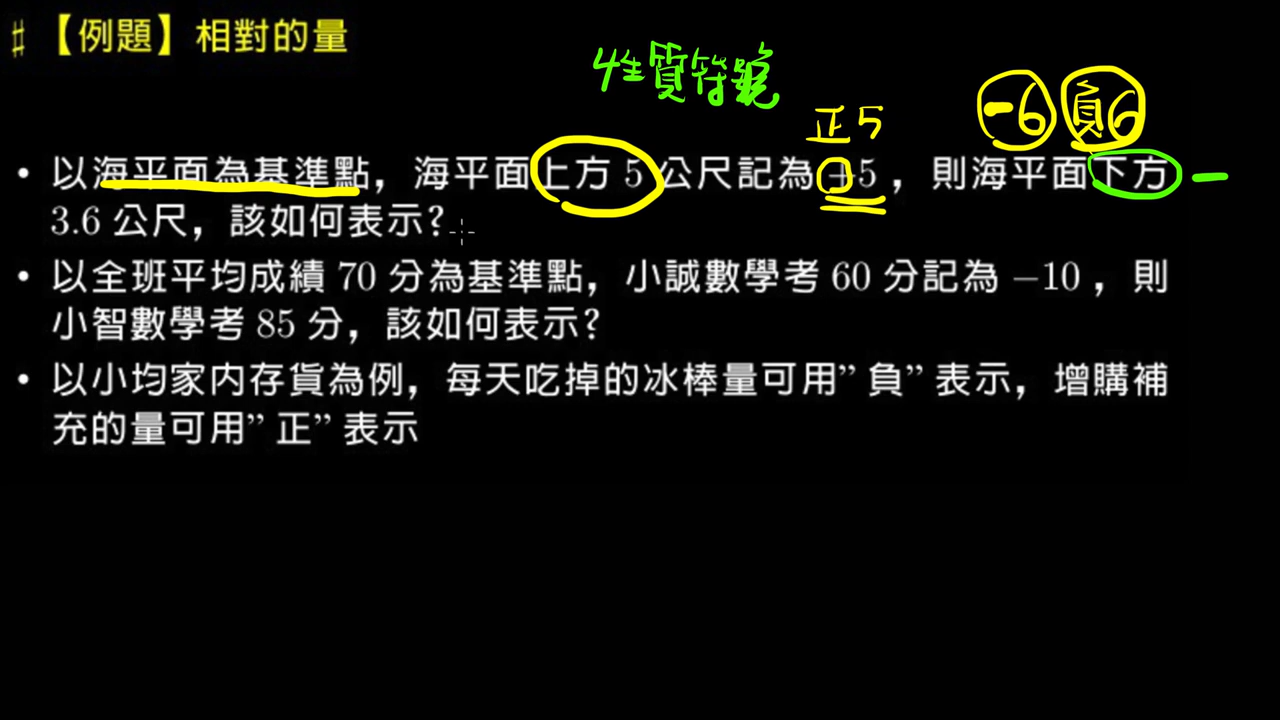 ♯【例題】相對的量
性質符號
正5
-6 負6
• 以海平面為基準點，海平面上方 5 公尺記為 +5 ，則海平面下方 -
3.6 公尺，該如何表示？
• 以全班平均成績 70 分為基準點，小誠數學考 60 分記為 −10 ，則
小智數學考 85 分，該如何表示？
• 以小均家內存貨為例，每天吃掉的冰棒量可用” 負” 表示，增購補
充的量可用” 正” 表示